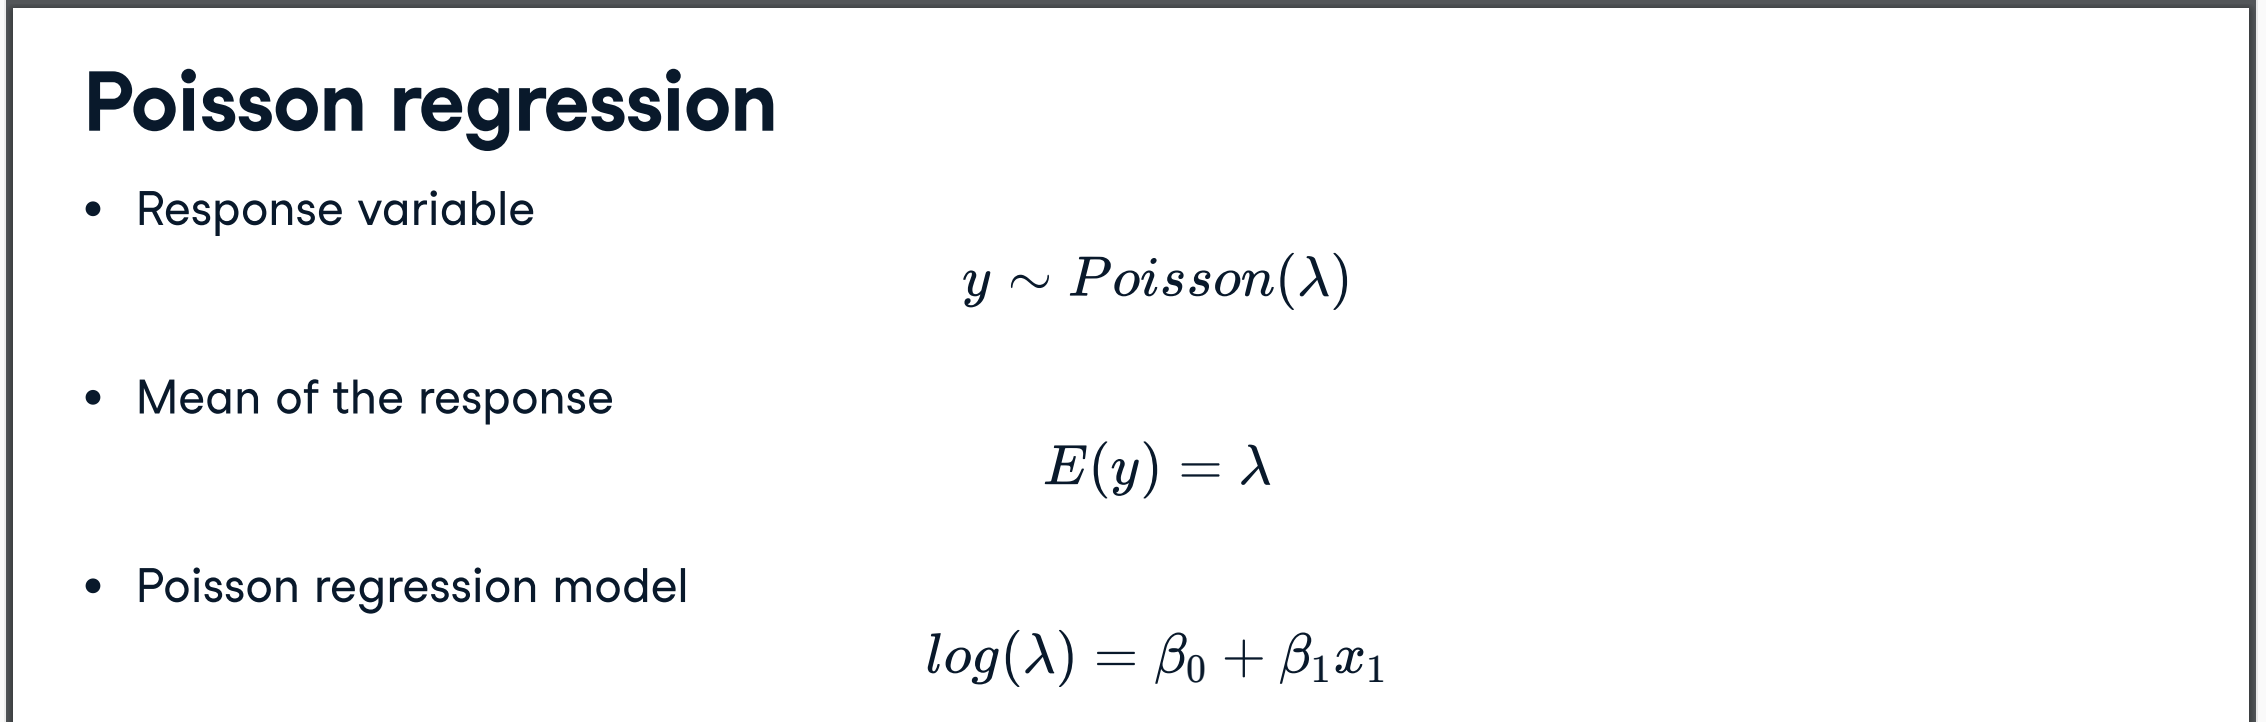 Poisson regression
• Response variable
y ∼ Poisson(λ)
• Mean of the response
E(y) = λ
• Poisson regression model
log(λ) = β₀ + β₁x₁